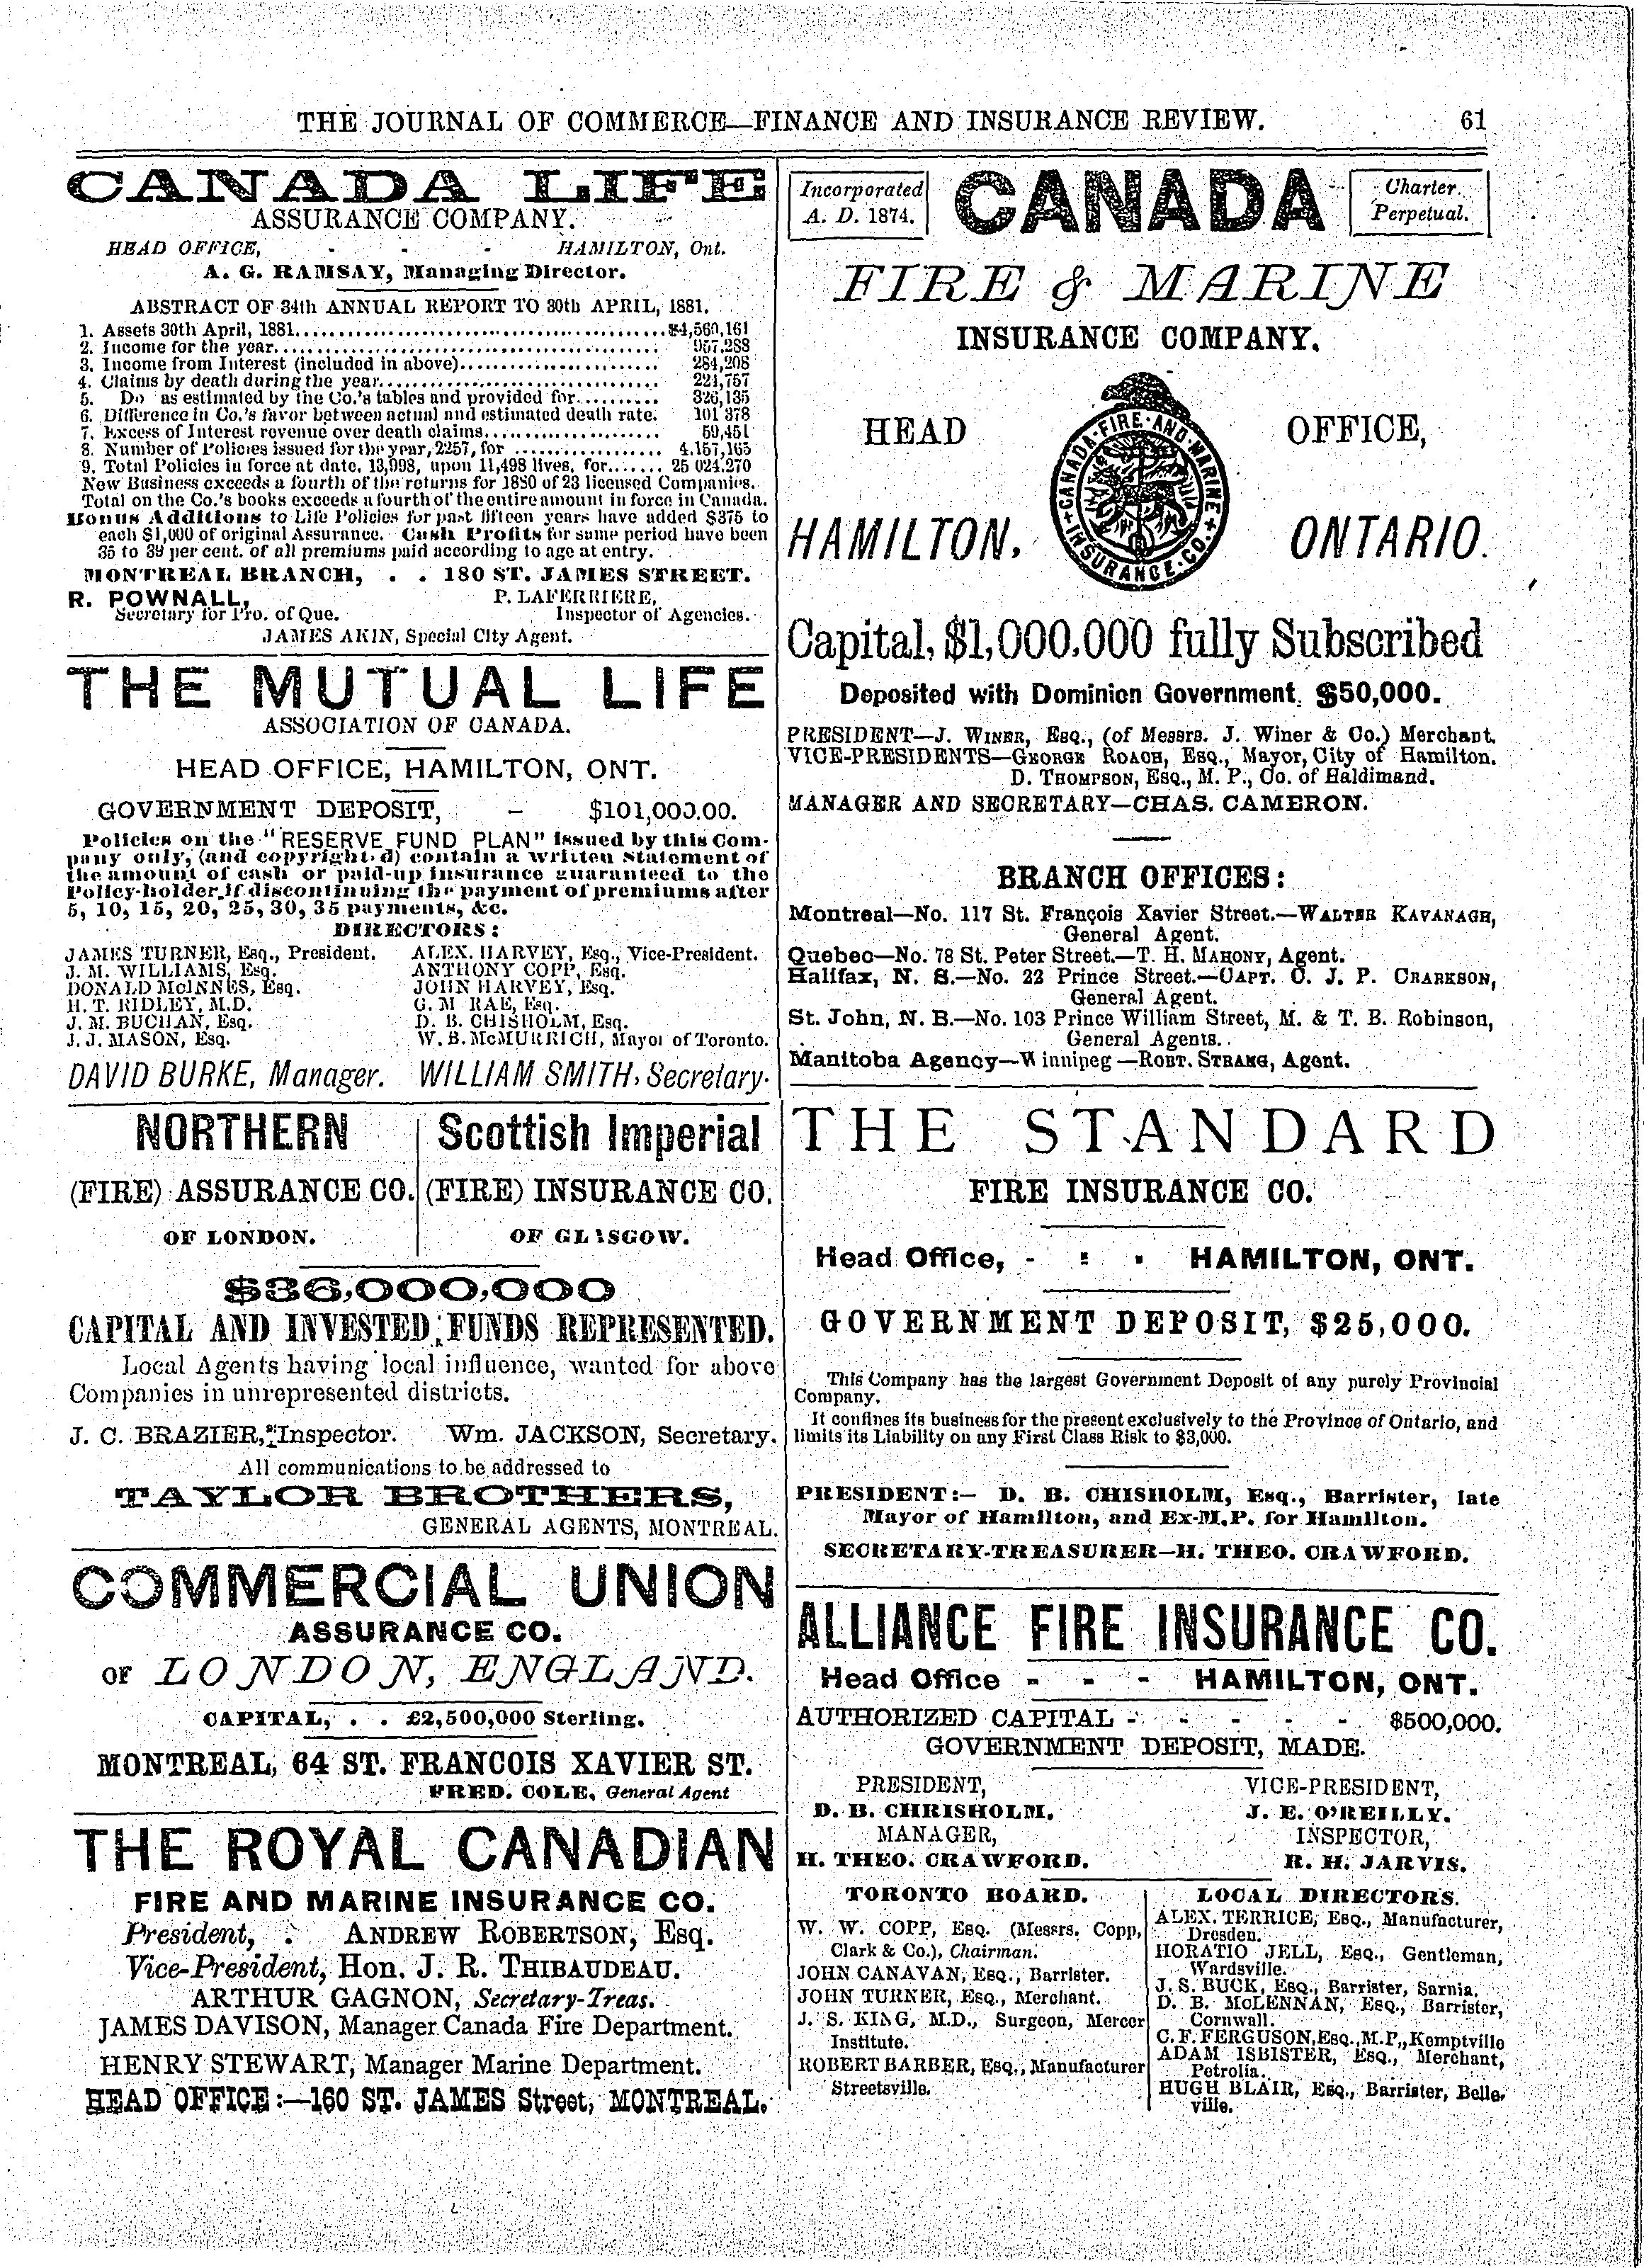 THE JOURNAL OF COMMERCE—FINANCE AND INSURANCE REVIEW. 61
CANADA LIFE
ASSURANCE COMPANY.
HEAD OFFICE, - - - HAMILTON, Ont.
A. G. RAMSAY, Managing Director.
ABSTRACT OF 34th ANNUAL REPORT TO 30th APRIL, 1881.
1. Assets 30th April, 1881 $4,560,161
2. Income for the year 957,288
3. Income from Interest (included in above) 284,208
4. Claims by death during the year 224,757
5. Do as estimated by the Co.'s tables and provided for 326,135
6. Difference in Co.'s favor between actual and estimated death rate. 101 378
7. Excess of Interest revenue over death claims 59,451
8. Number of Policies issued for the year, 2257, for 4,157,165
9. Total Policies in force at date, 13,993, upon 11,498 lives, for 25 024,270
New Business exceeds a fourth of the returns for 1880 of 23 licensed Companies.
Total on the Co.'s books exceeds a fourth of the entire amount in force in Canada.
Bonus Additions to Life Policies for past fifteen years have added $375 to
each $1,000 of original Assurance. Cash Profits for same period have been
35 to 39 per cent. of all premiums paid according to age at entry.
MONTREAL BRANCH, . . 180 ST. JAMES STREET.
R. POWNALL, P. LAFERRIERE,
Secretary for Pro. of Que. Inspector of Agencies.
JAMES AKIN, Special City Agent.
THE MUTUAL LIFE
ASSOCIATION OF CANADA.
HEAD OFFICE, HAMILTON, ONT.
GOVERNMENT DEPOSIT, - $101,000.00.
Policies on the "RESERVE FUND PLAN" issued by this Com-
pany only, (and copyright d) contain a written statement of
the amount of cash or paid-up insurance guaranteed to the
Policy-holder if discontinuing the payment of premiums after
5, 10, 15, 20, 25, 30, 35 payments, &c.
DIRECTORS:
JAMES TURNER, Esq., President. ALEX. HARVEY, Esq., Vice-President.
J. M. WILLIAMS, Esq. ANTHONY COPP, Esq.
DONALD McINNES, Esq. JOHN HARVEY, Esq.
H. T. RIDLEY, M.D. G. M RAE, Esq.
J. M. BUCHAN, Esq. D. B. CHISHOLM, Esq.
J. J. MASON, Esq. W. B. McMURRICH, Mayor of Toronto.
DAVID BURKE, Manager. WILLIAM SMITH, Secretary.
NORTHERN
(FIRE) ASSURANCE CO.
OF LONDON.
Scottish Imperial
(FIRE) INSURANCE CO.
OF GLASGOW.
$36,000,000
CAPITAL AND INVESTED FUNDS REPRESENTED.
Local Agents having local influence, wanted for above
Companies in unrepresented districts.
J. C. BRAZIER, Inspector. Wm. JACKSON, Secretary.
All communications to be addressed to
TAYLOR BROTHERS,
GENERAL AGENTS, MONTREAL.
COMMERCIAL UNION
ASSURANCE CO.
OF LONDON, ENGLAND.
CAPITAL, . . £2,500,000 Sterling.
MONTREAL, 64 ST. FRANCOIS XAVIER ST.
FRED. COLE, General Agent
THE ROYAL CANADIAN
FIRE AND MARINE INSURANCE CO.
President, : ANDREW ROBERTSON, Esq.
Vice-President, Hon. J. R. THIBAUDEAU.
ARTHUR GAGNON, Secretary-Treas.
JAMES DAVISON, Manager Canada Fire Department.
HENRY STEWART, Manager Marine Department.
HEAD OFFICE:—160 ST. JAMES Street, MONTREAL.
Incorporated
A. D. 1874.
CANADA
Charter
Perpetual.
FIRE & MARINE
INSURANCE COMPANY.
HEAD OFFICE,
CANADA·FIRE·AND·MARINE
INSURANCE·CO.
HAMILTON, ONTARIO.
Capital, $1,000.000 fully Subscribed
Deposited with Dominion Government, $50,000.
PRESIDENT—J. WINER, ESQ., (of Messrs. J. Winer & Co.) Merchant.
VICE-PRESIDENTS—GEORGE ROACH, ESQ., Mayor, City of Hamilton.
D. THOMPSON, ESQ., M. P., Co. of Haldimand.
MANAGER AND SECRETARY—CHAS. CAMERON.
BRANCH OFFICES:
Montreal—No. 117 St. François Xavier Street.—WALTER KAVANAGH,
General Agent.
Quebec—No. 78 St. Peter Street.—T. H. MAHONY, Agent.
Halifax, N. S.—No. 22 Prince Street.—CAPT. C. J. P. CRARKSON,
General Agent.
St. John, N. B.—No. 103 Prince William Street, M. & T. B. Robinson,
General Agents.
Manitoba Agency—Winnipeg—ROBT. STRANG, Agent.
THE STANDARD
FIRE INSURANCE CO.
Head Office, - : . HAMILTON, ONT.
GOVERNMENT DEPOSIT, $25,000.
This Company has the largest Government Deposit of any purely Provincial
Company.
It confines its business for the present exclusively to the Province of Ontario, and
limits its Liability on any First Class Risk to $3,000.
PRESIDENT:— D. B. CHISHOLM, Esq., Barrister, late
Mayor of Hamilton, and Ex-M.P. for Hamilton.
SECRETARY-TREASURER—H. THEO. CRAWFORD.
ALLIANCE FIRE INSURANCE CO.
Head Office - - - HAMILTON, ONT.
AUTHORIZED CAPITAL - - - - - $500,000.
GOVERNMENT DEPOSIT, MADE.
PRESIDENT, VICE-PRESIDENT,
D. B. CHRISHOLM. J. E. O'REILLY.
MANAGER, INSPECTOR,
H. THEO. CRAWFORD. R. H. JARVIS.
TORONTO BOARD.
W. W. COPP, ESQ. (Messrs. Copp,
Clark & Co.), Chairman.
JOHN CANAVAN, ESQ., Barrister.
JOHN TURNER, ESQ., Merchant.
J. S. KING, M.D., Surgeon, Mercer
Institute.
ROBERT BARBER, ESQ., Manufacturer
Streetsville.
LOCAL DIRECTORS.
ALEX. TERRICE, ESQ., Manufacturer,
Dresden.
HORATIO JELL, ESQ., Gentleman,
Wardsville.
J. S. BUCK, ESQ., Barrister, Sarnia.
D. B. McLENNAN, ESQ., Barrister,
Cornwall.
C. F. FERGUSON, Esq., M.P., Kemptville
ADAM ISBISTER, ESQ., Merchant,
Petrolia.
HUGH BLAIR, ESQ., Barrister, Belle-
ville.